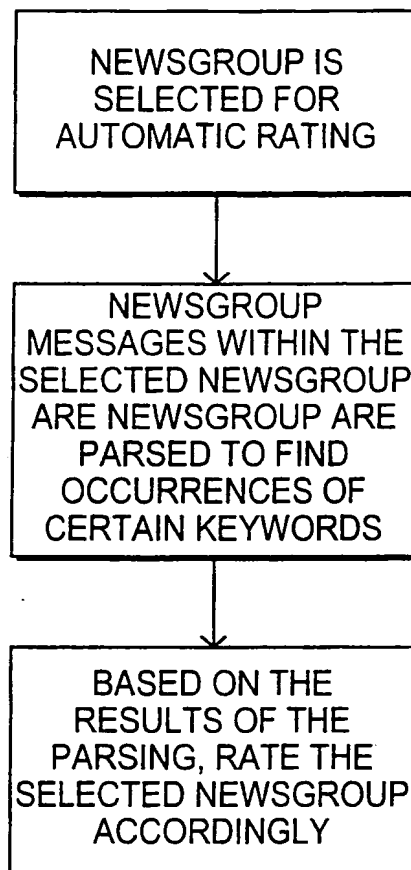 NEWSGROUP IS
SELECTED FOR
AUTOMATIC RATING
NEWSGROUP
MESSAGES WITHIN THE
SELECTED NEWSGROUP
ARE NEWSGROUP ARE
PARSED TO FIND
OCCURRENCES OF
CERTAIN KEYWORDS
BASED ON THE
RESULTS OF THE
PARSING, RATE THE
SELECTED NEWSGROUP
ACCORDINGLY